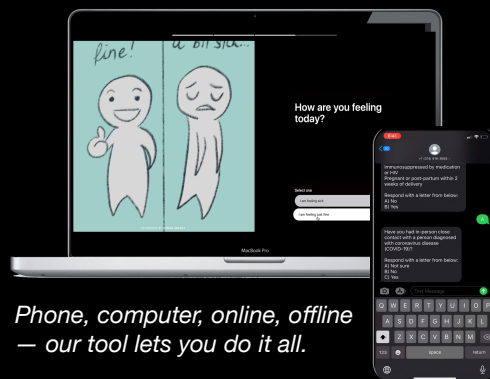 fine!
a bit sick...
How are you feeling
today?
Select one
I am feeling sick
I am feeling just fine
MacBook Pro
9:41
immunosuppressed by medication
or HIV
Pregnant or post-partum within 2
weeks of delivery
Respond with a letter from below:
A) No
B) Yes
A
Have you had in-person close
contact with a person diagnosed
with coronavirus disease
(COVID-19)?
Respond with a letter from below:
A) Not sure
B) No
C) Yes
Text Message
Q W E R T Y U I O P
A S D F G H J K L
Z X C V B N M
123 space return
Phone, computer, online, offline
— our tool lets you do it all.